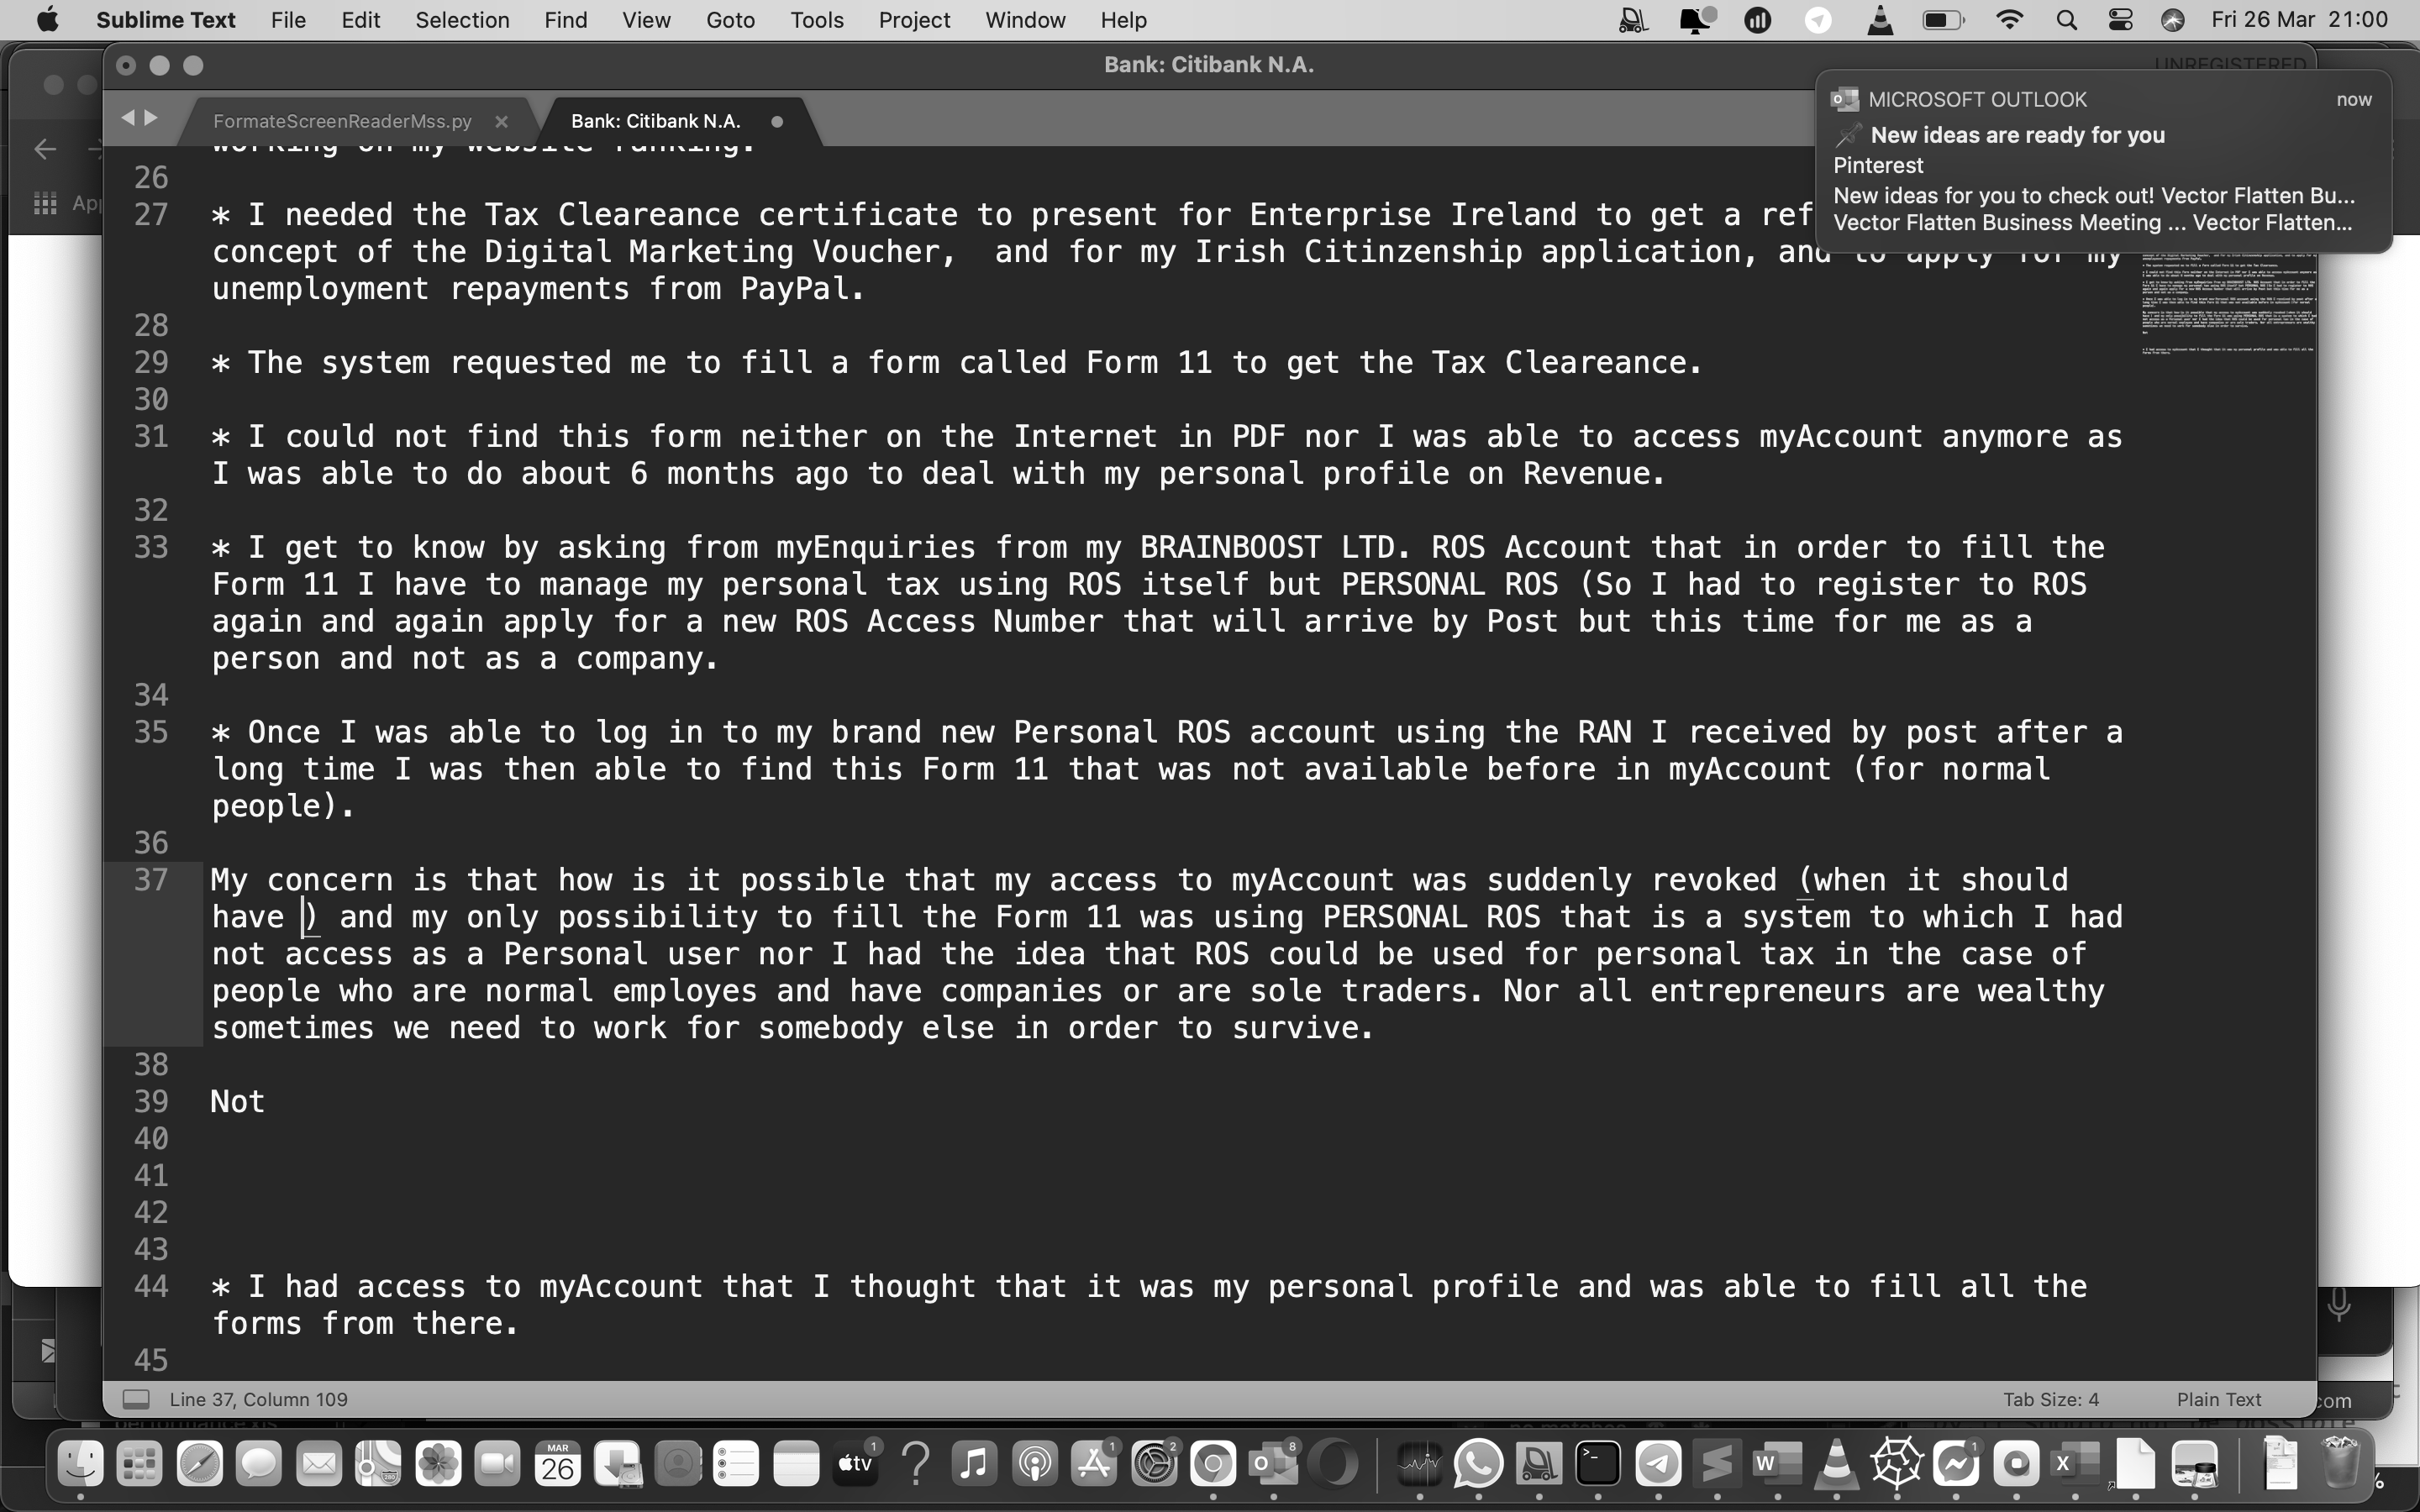 Sublime Text File Edit Selection Find View Goto Tools Project Window Help Fri 26 Mar 21:00
Bank: Citibank N.A.
UNREGISTERED
FormateScreenReaderMss.py Bank: Citibank N.A.
MICROSOFT OUTLOOK now
New ideas are ready for you
Pinterest
New ideas for you to check out! Vector Flatten Bu...
Vector Flatten Business Meeting ... Vector Flatten...
working on my website ranking.
26
27 * I needed the Tax Cleareance certificate to present for Enterprise Ireland to get a ref
concept of the Digital Marketing Voucher, and for my Irish Citinzenship application, and to apply for my
unemployment repayments from PayPal.
28
29 * The system requested me to fill a form called Form 11 to get the Tax Cleareance.
30
31 * I could not find this form neither on the Internet in PDF nor I was able to access myAccount anymore as
I was able to do about 6 months ago to deal with my personal profile on Revenue.
32
33 * I get to know by asking from myEnquiries from my BRAINBOOST LTD. ROS Account that in order to fill the
Form 11 I have to manage my personal tax using ROS itself but PERSONAL ROS (So I had to register to ROS
again and again apply for a new ROS Access Number that will arrive by Post but this time for me as a
person and not as a company.
34
35 * Once I was able to log in to my brand new Personal ROS account using the RAN I received by post after a
long time I was then able to find this Form 11 that was not available before in myAccount (for normal
people).
36
37 My concern is that how is it possible that my access to myAccount was suddenly revoked (when it should
have ) and my only possibility to fill the Form 11 was using PERSONAL ROS that is a system to which I had
not access as a Personal user nor I had the idea that ROS could be used for personal tax in the case of
people who are normal employes and have companies or are sole traders. Nor all entrepreneurs are wealthy
sometimes we need to work for somebody else in order to survive.
38
39 Not
40
41
42
43
44 * I had access to myAccount that I thought that it was my personal profile and was able to fill all the
forms from there.
45
Line 37, Column 109 Tab Size: 4 Plain Text
com
MAR
26
tv